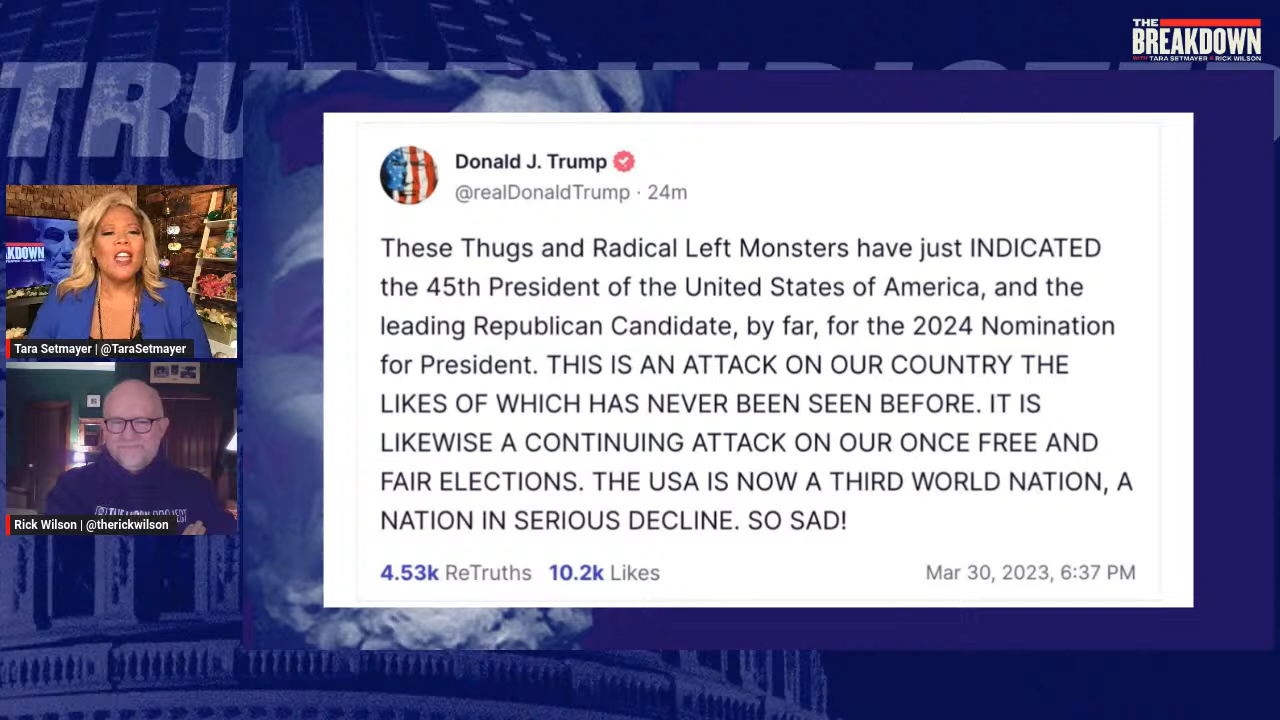 THE
BREAKDOWN
WITH TARA SETMAYER & RICK WILSON
TRU
Donald J. Trump
@realDonaldTrump · 24m
These Thugs and Radical Left Monsters have just INDICATED
the 45th President of the United States of America, and the
leading Republican Candidate, by far, for the 2024 Nomination
for President. THIS IS AN ATTACK ON OUR COUNTRY THE
LIKES OF WHICH HAS NEVER BEEN SEEN BEFORE. IT IS
LIKEWISE A CONTINUING ATTACK ON OUR ONCE FREE AND
FAIR ELECTIONS. THE USA IS NOW A THIRD WORLD NATION, A
NATION IN SERIOUS DECLINE. SO SAD!
4.53k ReTruths 10.2k Likes
Mar 30, 2023, 6:37 PM
KDOWN
Tara Setmayer | @TaraSetmayer
Rick Wilson | @therickwilson